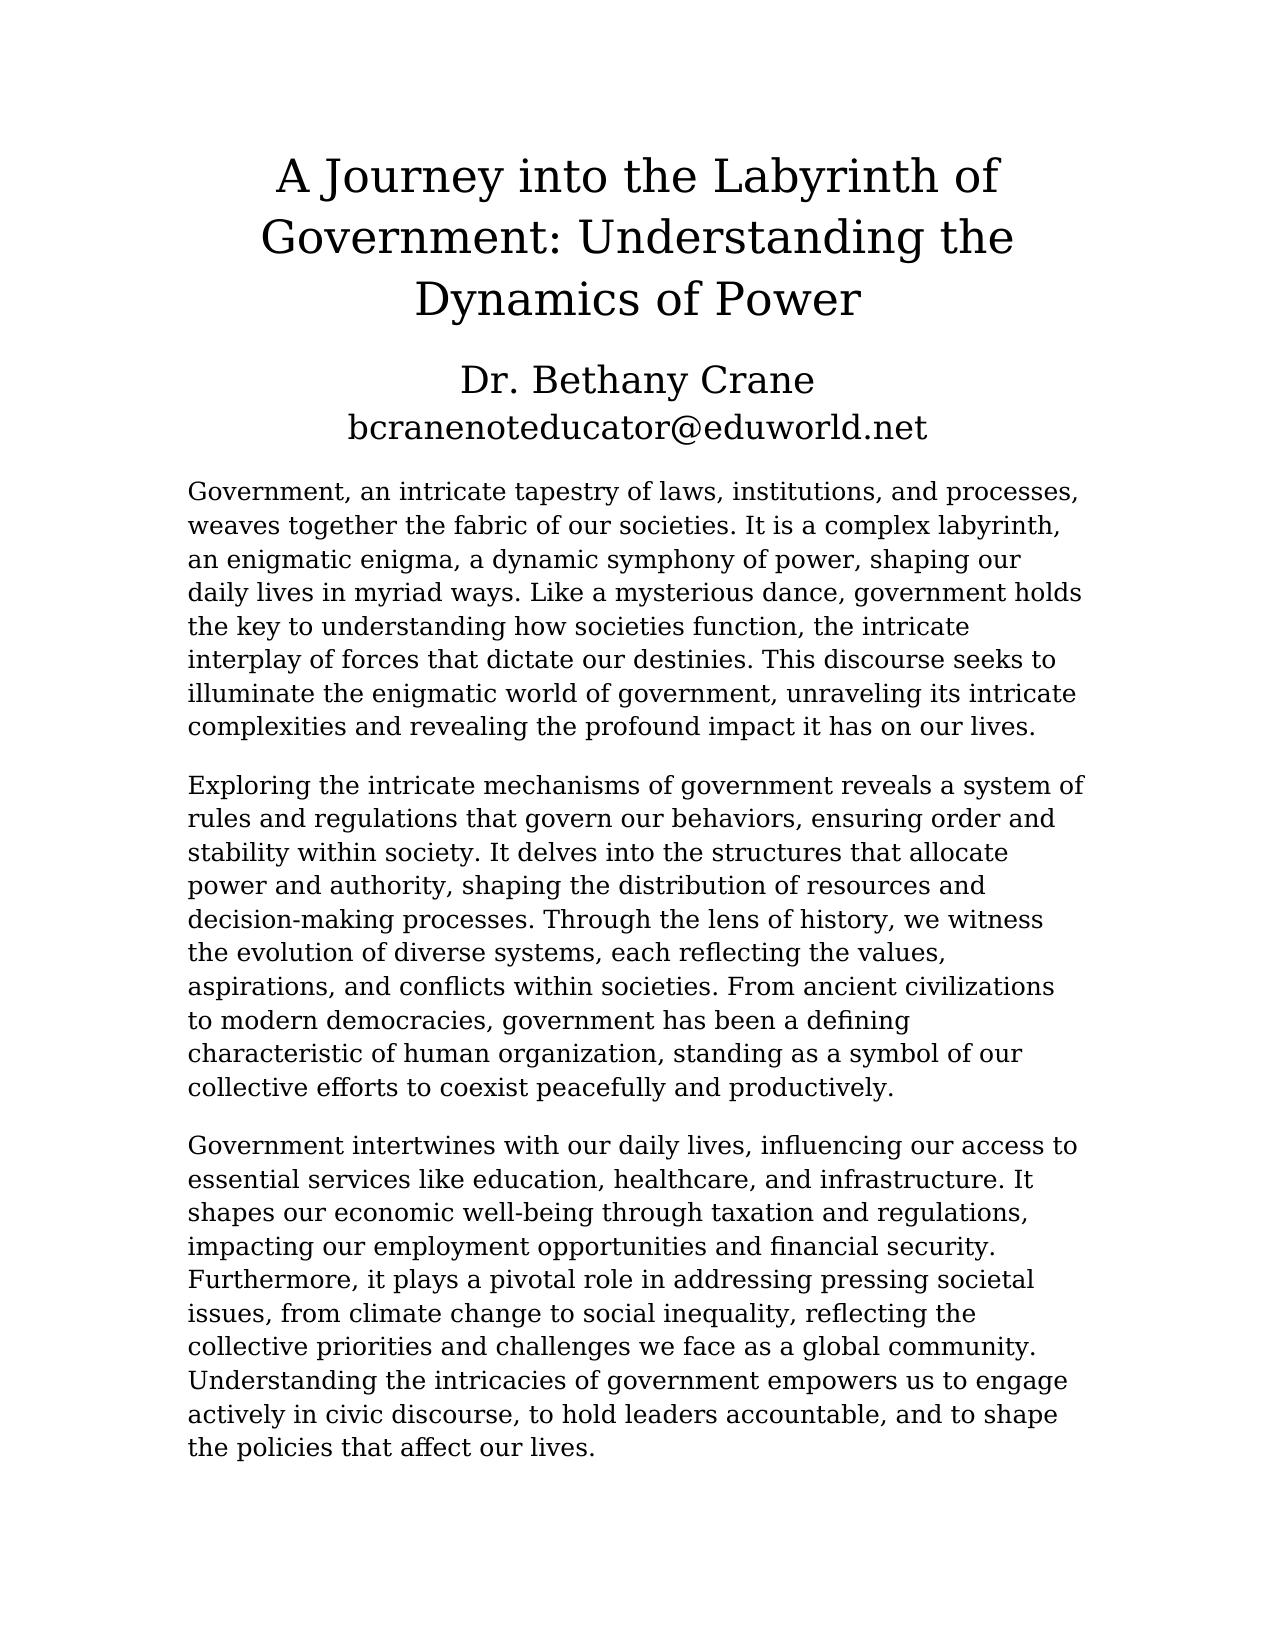 A Journey into the Labyrinth of
Government: Understanding the
Dynamics of Power
Dr. Bethany Crane
bcranenoteducator@eduworld.net
Government, an intricate tapestry of laws, institutions, and processes,
weaves together the fabric of our societies. It is a complex labyrinth,
an enigmatic enigma, a dynamic symphony of power, shaping our
daily lives in myriad ways. Like a mysterious dance, government holds
the key to understanding how societies function, the intricate
interplay of forces that dictate our destinies. This discourse seeks to
illuminate the enigmatic world of government, unraveling its intricate
complexities and revealing the profound impact it has on our lives.
Exploring the intricate mechanisms of government reveals a system of
rules and regulations that govern our behaviors, ensuring order and
stability within society. It delves into the structures that allocate
power and authority, shaping the distribution of resources and
decision-making processes. Through the lens of history, we witness
the evolution of diverse systems, each reflecting the values,
aspirations, and conflicts within societies. From ancient civilizations
to modern democracies, government has been a defining
characteristic of human organization, standing as a symbol of our
collective efforts to coexist peacefully and productively.
Government intertwines with our daily lives, influencing our access to
essential services like education, healthcare, and infrastructure. It
shapes our economic well-being through taxation and regulations,
impacting our employment opportunities and financial security.
Furthermore, it plays a pivotal role in addressing pressing societal
issues, from climate change to social inequality, reflecting the
collective priorities and challenges we face as a global community.
Understanding the intricacies of government empowers us to engage
actively in civic discourse, to hold leaders accountable, and to shape
the policies that affect our lives.